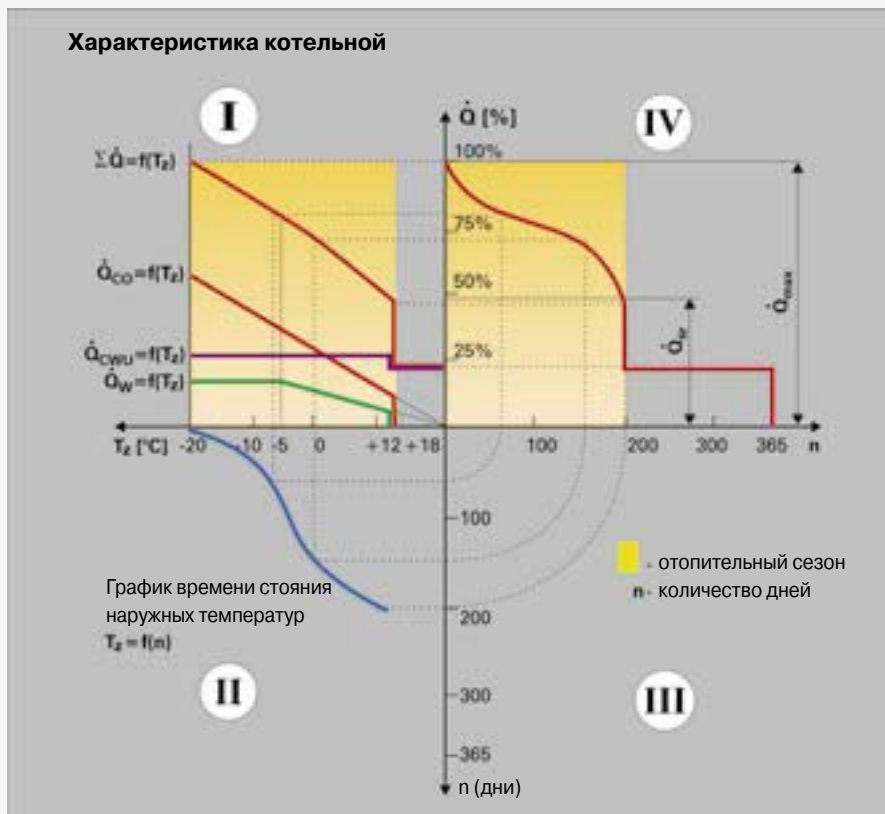 Характеристика котельной
I
Q̇ [%]
IV
ΣQ̇=f(Tz)
100%
75%
Q̇CO=f(Tz)
50%
Q̇max
Q̇CWU=f(Tz)
Q̇śr
25%
Q̇W=f(Tz)
Tz [°C] -20 -10 -5 0 +12 +18 100 200 300 365 n
100
- отопительный сезон
n - количество дней
График времени стояния
наружных температур
200
Tz = f(n)
II
III
300
365
n (дни)